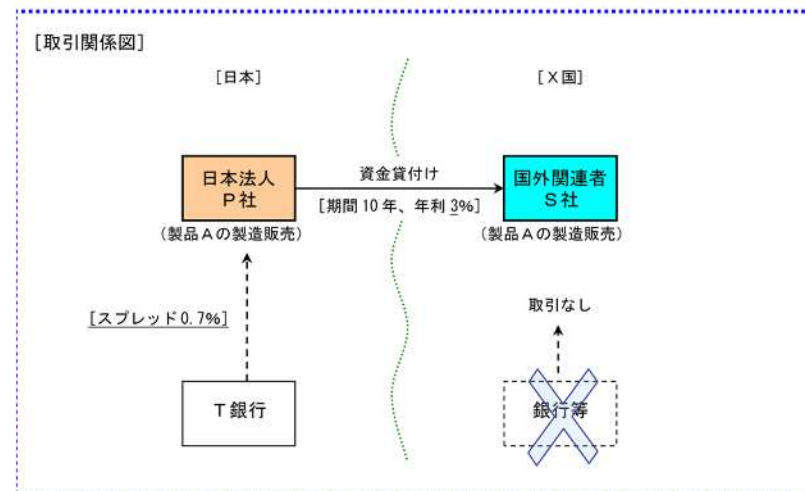 [取引関係図]
[日本]
[X国]
日本法人
P社
資金貸付け
[期間10年、年利3%]
国外関連者
S社
(製品Aの製造販売)
(製品Aの製造販売)
[スプレッド0.7%]
取引なし
T銀行
銀行等